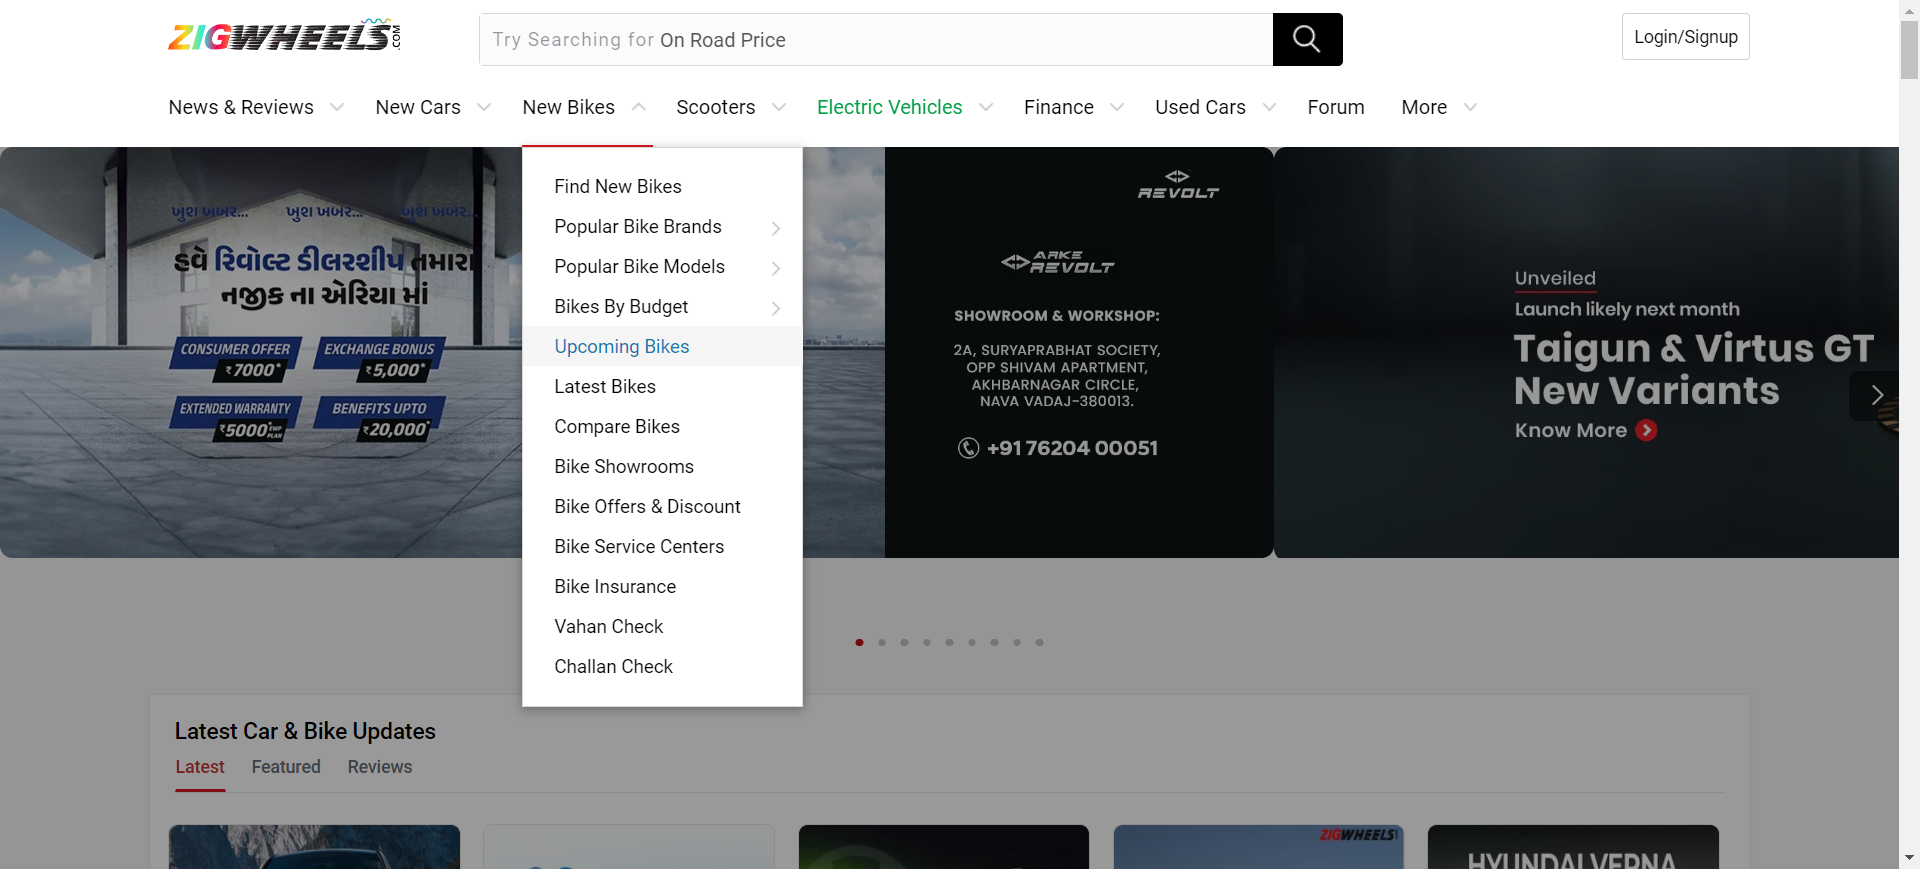 ZIGWHEELS.COM
Try Searching for On Road Price
Login/Signup
News & Reviews
New Cars
New Bikes
Scooters
Electric Vehicles
Finance
Used Cars
Forum
More
Find New Bikes
Popular Bike Brands
Popular Bike Models
Bikes By Budget
Upcoming Bikes
Latest Bikes
Compare Bikes
Bike Showrooms
Bike Offers & Discount
Bike Service Centers
Bike Insurance
Vahan Check
Challan Check
ખુશ ખબર... ખુશ ખબર... ખુશ ખબર...
હવે રિવોલ્ટ ડીલરશીપ તમારા
નજીક ના એરિયા માં
CONSUMER OFFER
₹7000*
EXCHANGE BONUS
₹5,000*
EXTENDED WARRANTY
₹5000* EWP PLAN
BENEFITS UPTO
₹20,000*
REVOLT
ARKE
REVOLT
SHOWROOM & WORKSHOP:
2A, SURYAPRABHAT SOCIETY,
OPP SHIVAM APARTMENT,
AKHBARNAGAR CIRCLE,
NAVA VADAJ-380013.
+91 76204 00051
Unveiled
Launch likely next month
Taigun & Virtus GT
New Variants
Know More
Latest Car & Bike Updates
Latest
Featured
Reviews
ZIGWHEELS
HYUNDAI VERNA